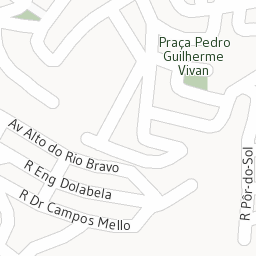 Praça Pedro
Guilherme
Vivan
Av Alto do Rio Bravo
R Eng Dolabela
R Dr Campos Mello
R Pôr-do-Sol